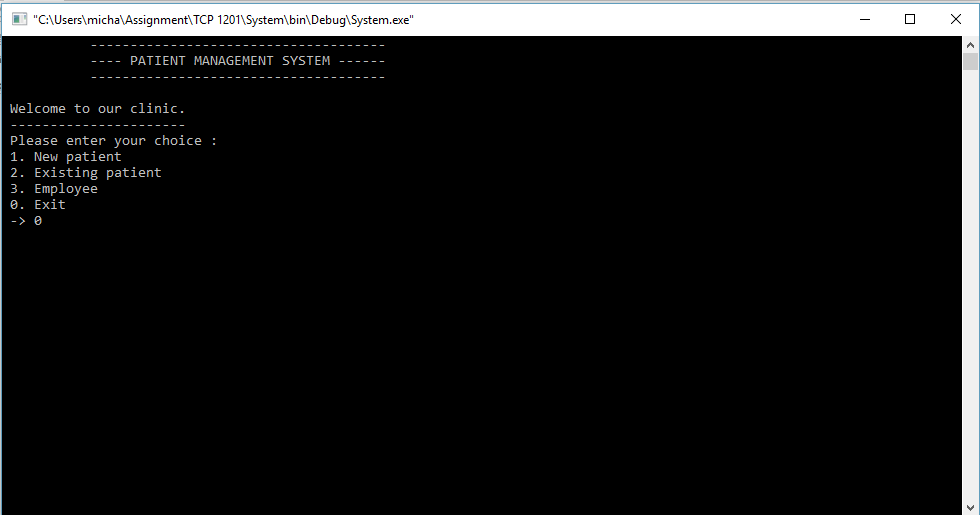 "C:\Users\micha\Assignment\TCP 1201\System\bin\Debug\System.exe"
-------------------------------------
---- PATIENT MANAGEMENT SYSTEM ------
-------------------------------------
Welcome to our clinic.
----------------------
Please enter your choice :
1. New patient
2. Existing patient
3. Employee
0. Exit
-> 0